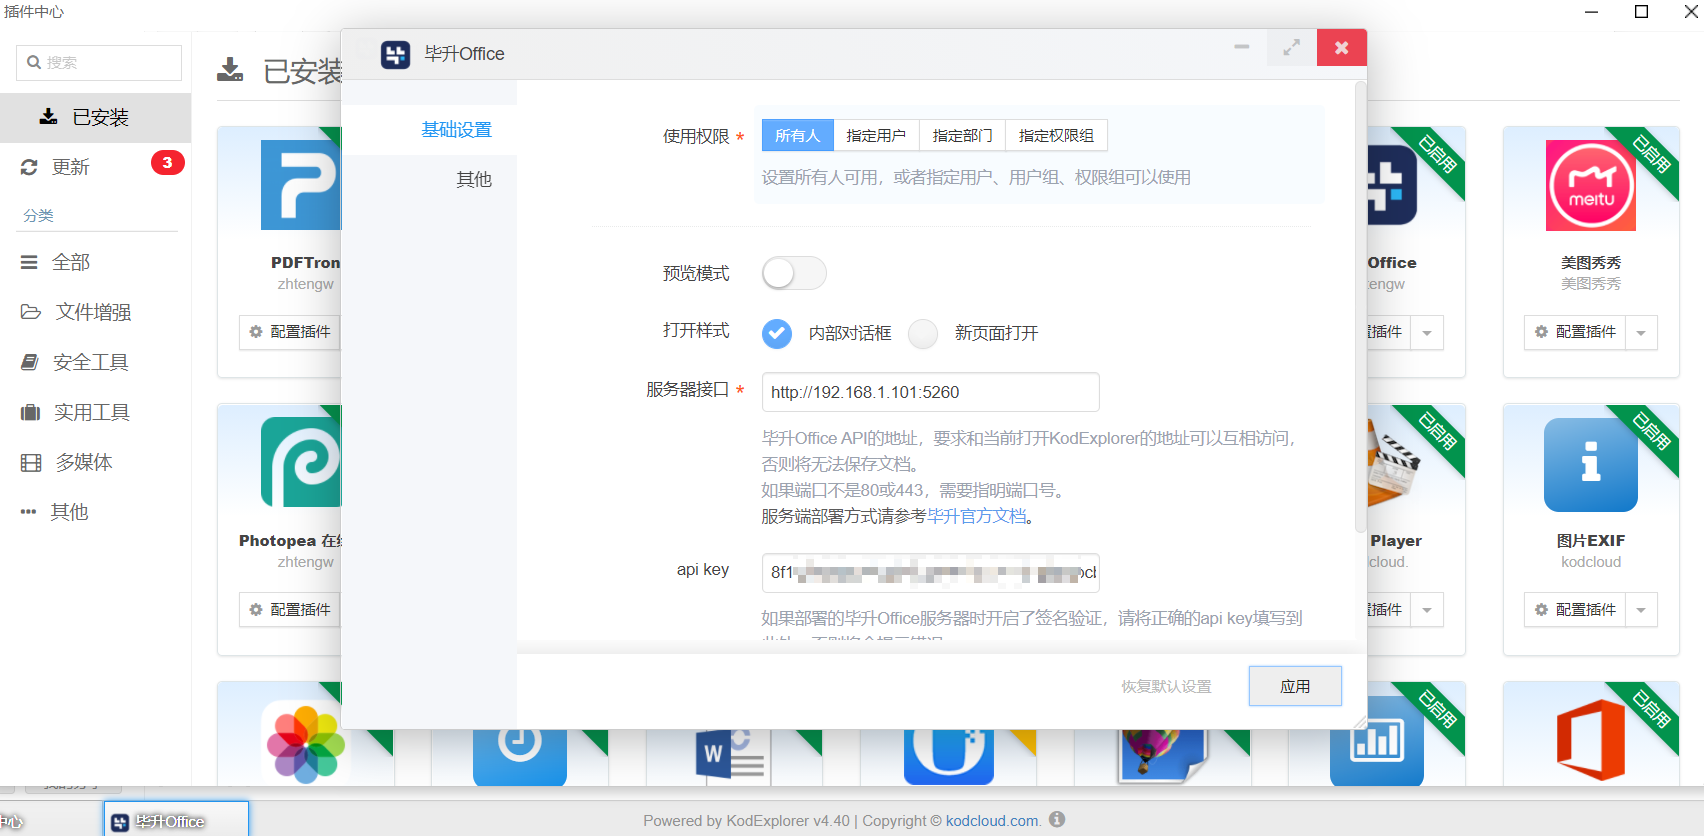 插件中心
搜索
已安装
更新
3
分类
全部
文件增强
安全工具
实用工具
多媒体
其他
已安装
PDFTron
zhtengw
配置插件
Photopea 在
zhtengw
配置插件
毕升Office
基础设置
其他
使用权限 *
所有人
指定用户
指定部门
指定权限组
设置所有人可用，或者指定用户、用户组、权限组可以使用
预览模式
打开样式
内部对话框
新页面打开
服务器接口 *
http://192.168.1.101:5260
毕升Office API的地址，要求和当前打开KodExplorer的地址可以互相访问，
否则将无法保存文档。
如果端口不是80或443，需要指明端口号。
服务端部署方式请参考毕升官方文档。
api key
8f1
如果部署的毕升Office服务器时开启了签名验证，请将正确的api key填写到
恢复默认设置
应用
已启用
Office
engw
插件
已启用
meitu
美图秀秀
美图秀秀
配置插件
已启用
Player
cloud.
插件
已启用
图片EXIF
kodcloud
配置插件
W
已启用
已启用
中心
毕升Office
Powered by KodExplorer v4.40 | Copyright © kodcloud.com.